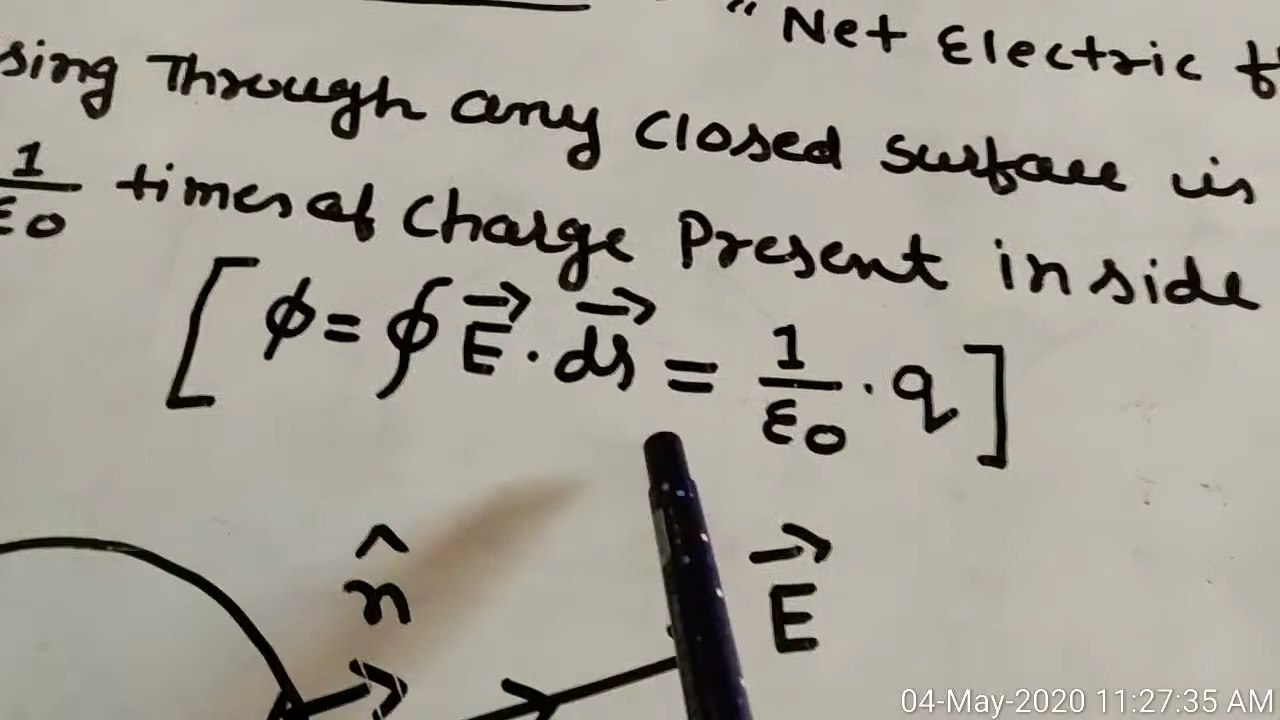 " Net Electric f
sing Through any closed surface is
1/ε0 times of charge Present inside
[ ϕ = ∮ E⃗ . ds⃗ = 1/ε0 . q ]
n̂
E⃗
04-May-2020 11:27:35 AM